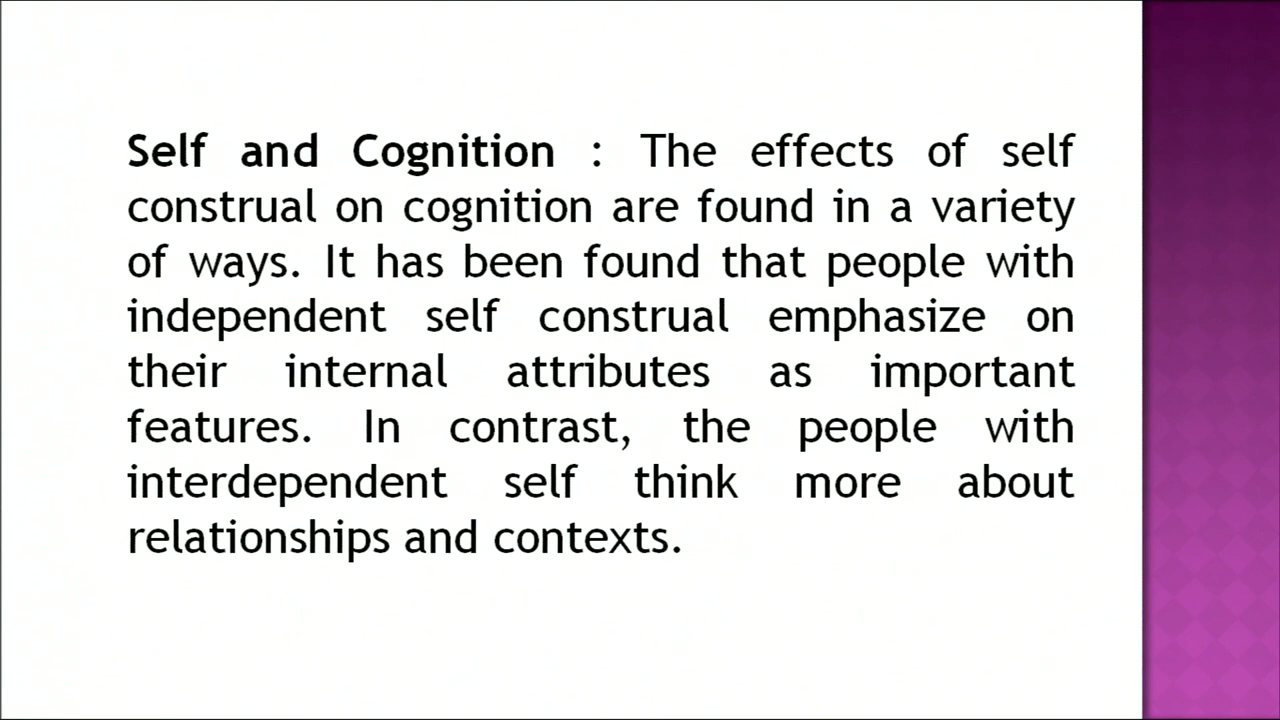 Self and Cognition : The effects of self
construal on cognition are found in a variety
of ways. It has been found that people with
independent self construal emphasize on
their internal attributes as important
features. In contrast, the people with
interdependent self think more about
relationships and contexts.